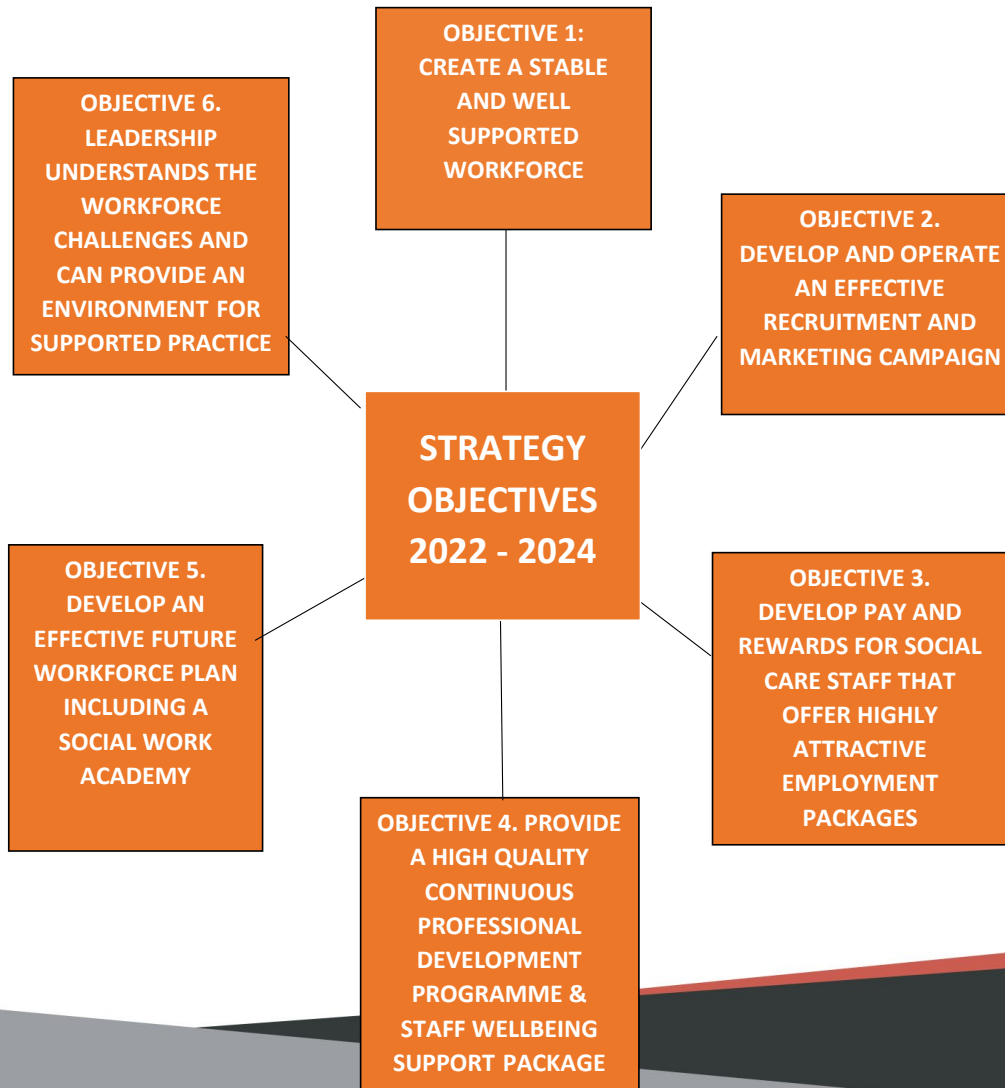 OBJECTIVE 1:
CREATE A STABLE
AND WELL
SUPPORTED
WORKFORCE
OBJECTIVE 2.
DEVELOP AND OPERATE
AN EFFECTIVE
RECRUITMENT AND
MARKETING CAMPAIGN
OBJECTIVE 3.
DEVELOP PAY AND
REWARDS FOR SOCIAL
CARE STAFF THAT
OFFER HIGHLY
ATTRACTIVE
EMPLOYMENT
PACKAGES
OBJECTIVE 4. PROVIDE
A HIGH QUALITY
CONTINUOUS
PROFESSIONAL
DEVELOPMENT
PROGRAMME &
STAFF WELLBEING
SUPPORT PACKAGE
OBJECTIVE 5.
DEVELOP AN
EFFECTIVE FUTURE
WORKFORCE PLAN
INCLUDING A
SOCIAL WORK
ACADEMY
OBJECTIVE 6.
LEADERSHIP
UNDERSTANDS THE
WORKFORCE
CHALLENGES AND
CAN PROVIDE AN
ENVIRONMENT FOR
SUPPORTED PRACTICE
STRATEGY
OBJECTIVES
2022 - 2024